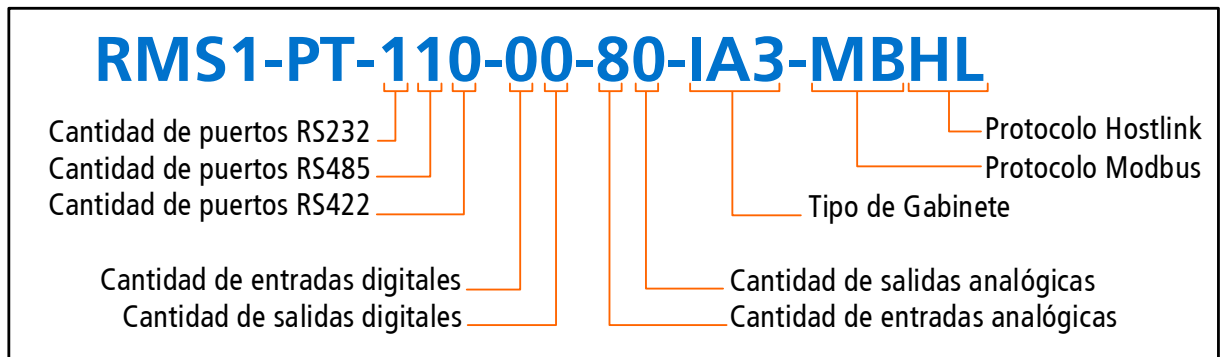 RMS1-PT-110-00-80-IA3-MBHL
Cantidad de puertos RS232
Protocolo Hostlink
Cantidad de puertos RS485
Protocolo Modbus
Cantidad de puertos RS422
Tipo de Gabinete
Cantidad de entradas digitales
Cantidad de salidas analógicas
Cantidad de salidas digitales
Cantidad de entradas analógicas